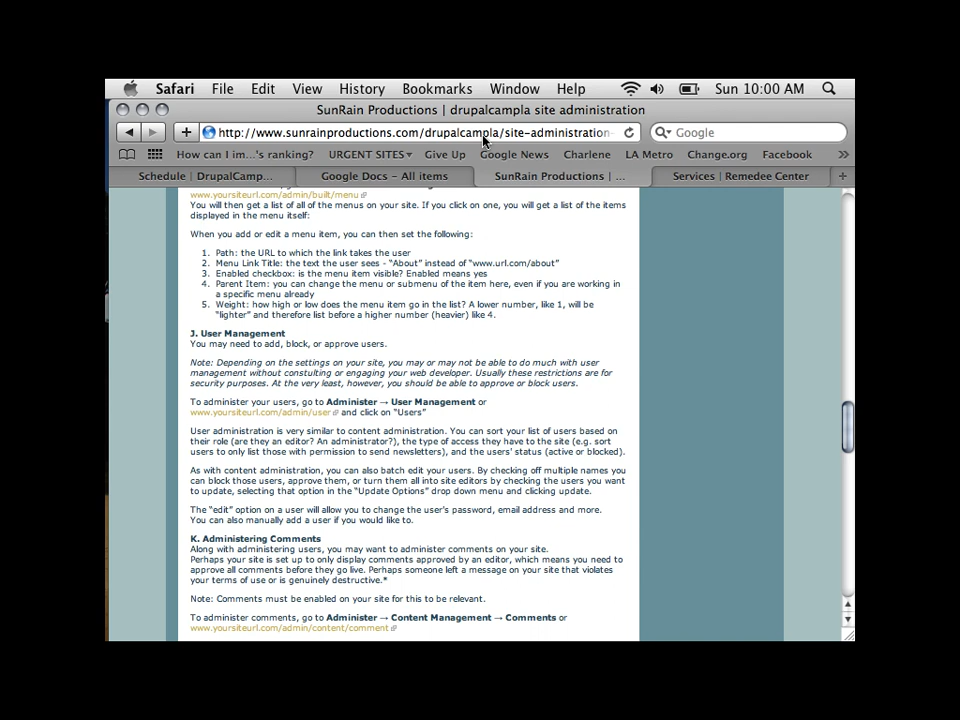 Safari File Edit View History Bookmarks Window Help Sun 10:00 AM
SunRain Productions | drupalcampla site administration
http://www.sunrainproductions.com/drupalcampla/site-administration- Google
How can I im...'s ranking? URGENT SITES▾ Give Up Google News Charlene LA Metro Change.org Facebook »
Schedule | DrupalCamp... Google Docs - All items SunRain Productions | ... Services | Remedee Center +
www.yoursiteurl.com/admin/built/menu
You will then get a list of all of the menus on your site. If you click on one, you will get a list of the items
displayed in the menu itself:
When you add or edit a menu item, you can then set the following:
1. Path: the URL to which the link takes the user
2. Menu Link Title: the text the user sees - “About” instead of “www.url.com/about”
3. Enabled checkbox: is the menu item visible? Enabled means yes
4. Parent Item: you can change the menu or submenu of the item here, even if you are working in
a specific menu already
5. Weight: how high or low does the menu item go in the list? A lower number, like 1, will be
“lighter” and therefore list before a higher number (heavier) like 4.
J. User Management
You may need to add, block, or approve users.
Note: Depending on the settings on your site, you may or may not be able to do much with user
management without constulting or engaging your web developer. Usually these restrictions are for
security purposes. At the very least, however, you should be able to approve or block users.
To administer your users, go to Administer → User Management or
www.yoursiteurl.com/admin/user and click on “Users”
User administration is very similar to content administration. You can sort your list of users based on
their role (are they an editor? An administrator?), the type of access they have to the site (e.g. sort
users to only list those with permission to send newsletters), and the users' status (active or blocked).
As with content administration, you can also batch edit your users. By checking off multiple names you
can block those users, approve them, or turn them all into site editors by checking the users you want
to update, selecting that option in the “Update Options” drop down menu and clicking update.
The “edit” option on a user will allow you to change the user's password, email address and more.
You can also manually add a user if you would like to.
K. Administering Comments
Along with administering users, you may want to administer comments on your site.
Perhaps your site is set up to only display comments approved by an editor, which means you need to
approve all comments before they go live. Perhaps someone left a message on your site that violates
your terms of use or is genuinely destructive.*
Note: Comments must be enabled on your site for this to be relevant.
To administer comments, go to Administer → Content Management → Comments or
www.yoursiteurl.com/admin/content/comment